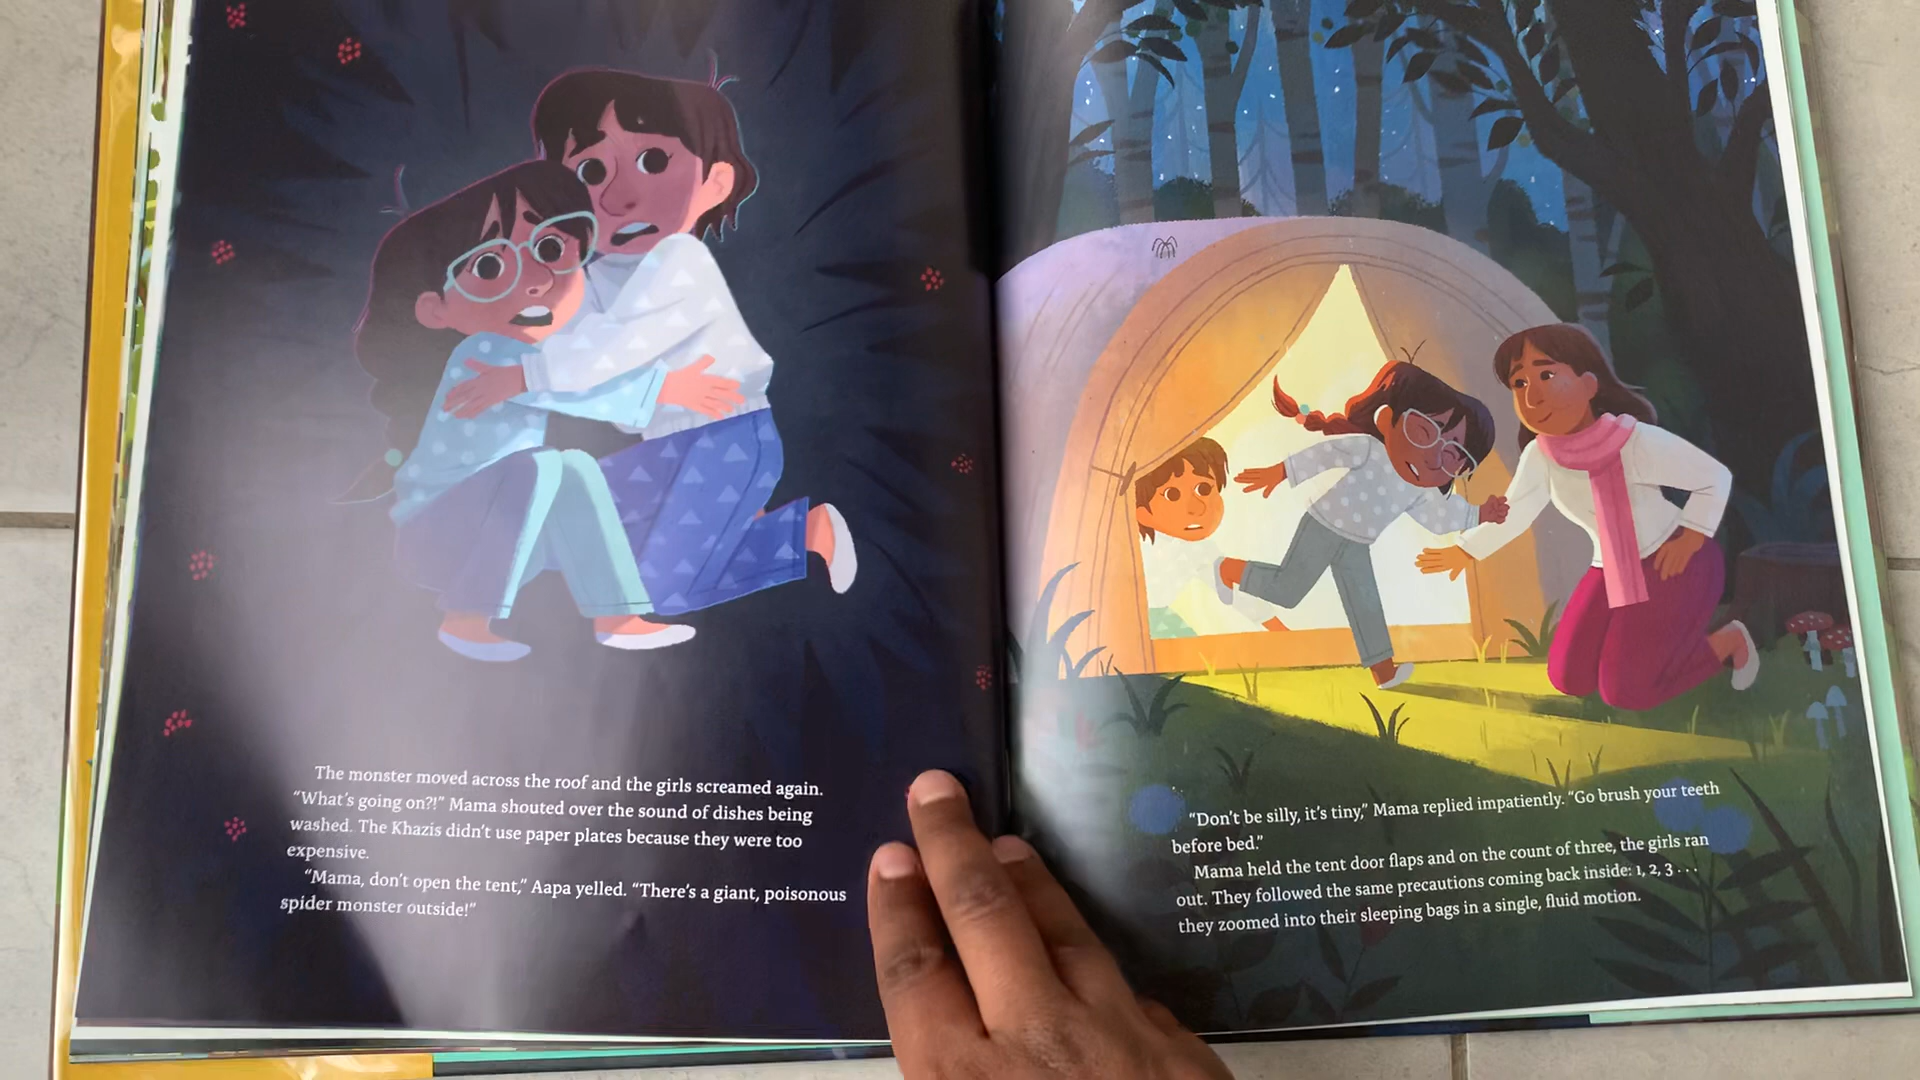 The monster moved across the roof and the girls screamed again.
“What’s going on?!” Mama shouted over the sound of dishes being
washed. The Khazis didn’t use paper plates because they were too
expensive.
“Mama, don’t open the tent,” Aapa yelled. “There’s a giant, poisonous
spider monster outside!”
“Don’t be silly, it’s tiny,” Mama replied impatiently. “Go brush your teeth
before bed.”
Mama held the tent door flaps and on the count of three, the girls ran
out. They followed the same precautions coming back inside: 1, 2, 3 . . .
they zoomed into their sleeping bags in a single, fluid motion.